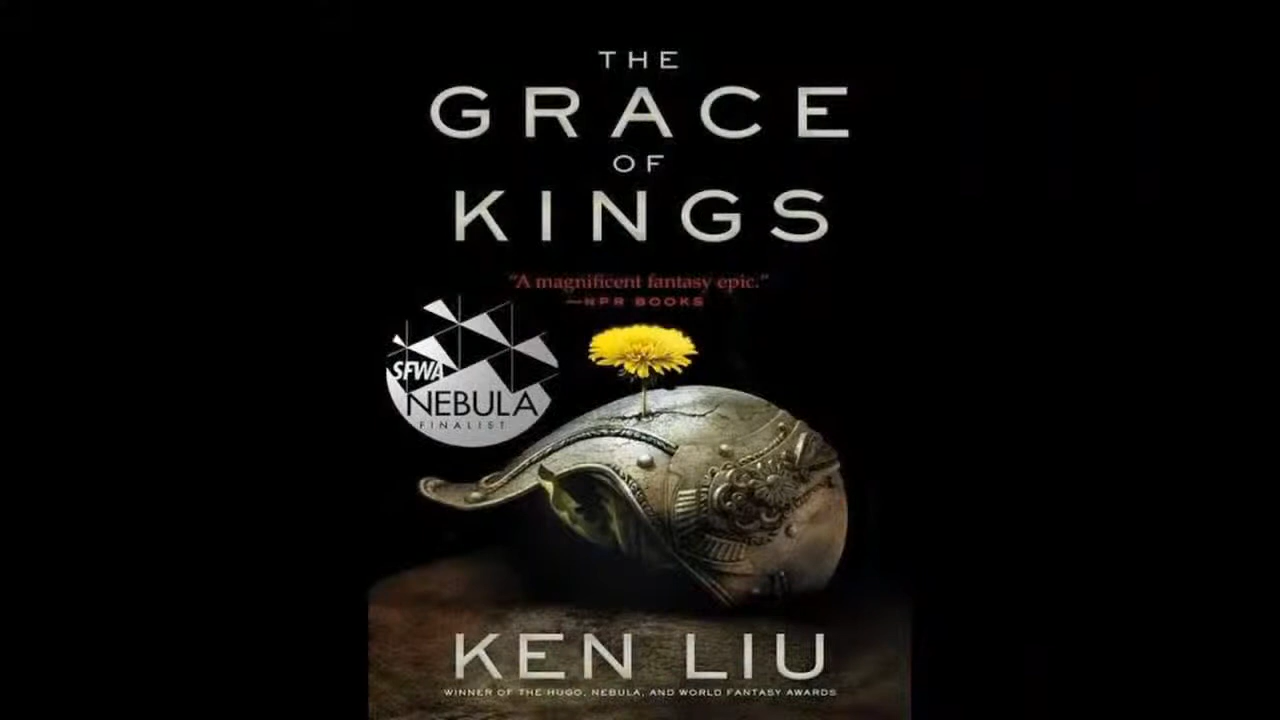 THE
GRACE
OF
KINGS
"A magnificent fantasy epic."
—NPR BOOKS
SFWA
NEBULA
FINALIST
KEN LIU
WINNER OF THE HUGO, NEBULA, AND WORLD FANTASY AWARDS